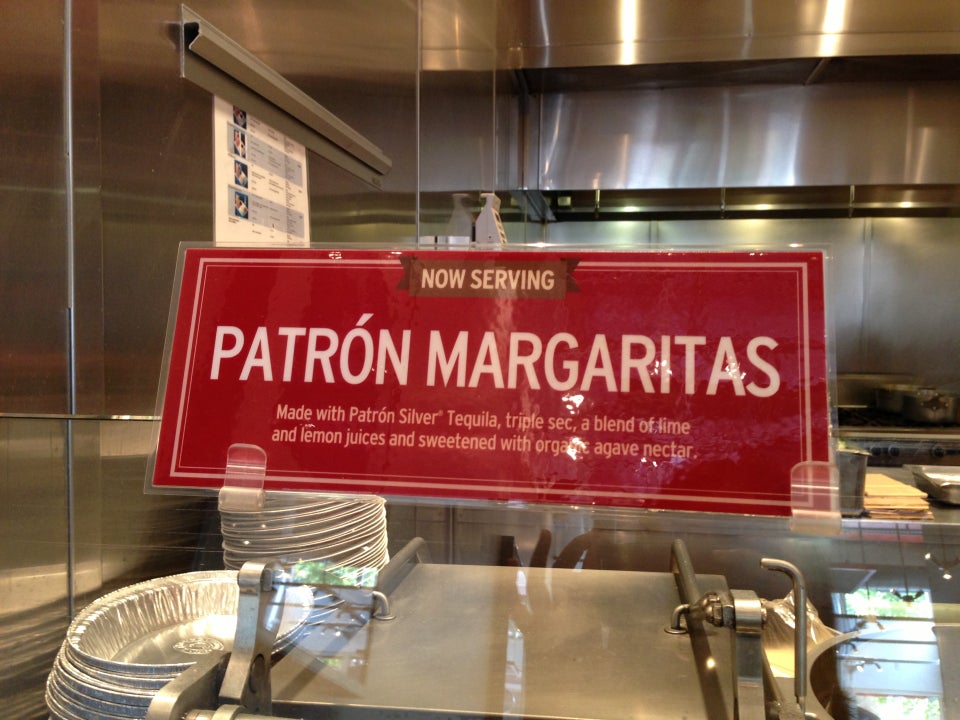 NOW SERVING
PATRÓN MARGARITAS
Made with Patrón Silver® Tequila, triple sec, a blend of lime
and lemon juices and sweetened with organic agave nectar.